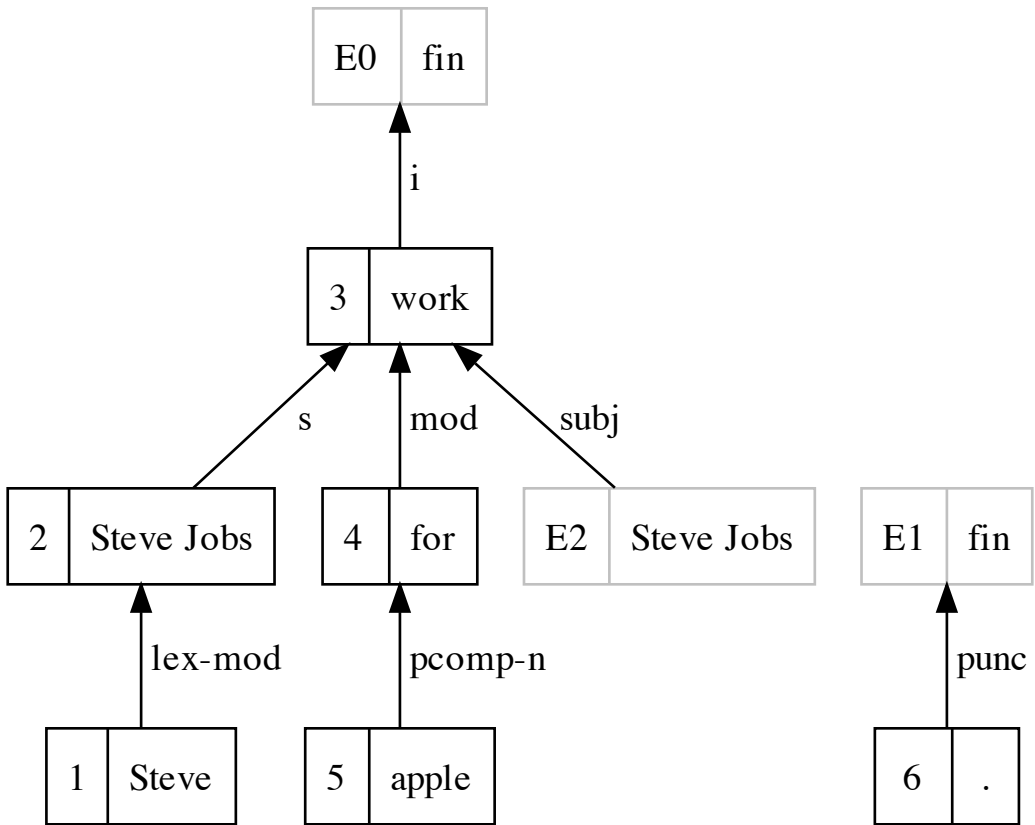 E0 fin
i
3 work
s mod subj
2 Steve Jobs 4 for E2 Steve Jobs E1 fin
lex-mod pcomp-n punc
1 Steve 5 apple 6 .